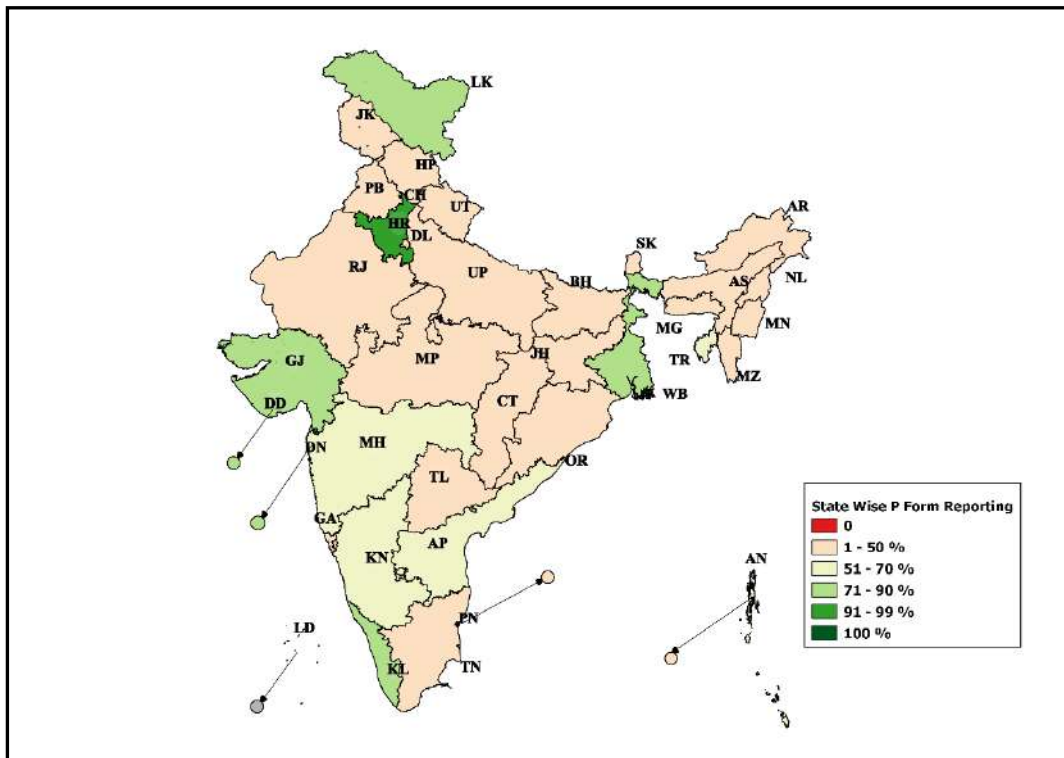 LK
JK
HP
PB
CH
UT
HR
DL
AR
SK
RJ
UP
BH
AS
NL
MG
MN
GJ
MP
JH
TR
MZ
DD
CT
WB
DN
MH
OR
TL
GA
AP
KN
AN
PN
LD
KL
TN
State Wise P Form Reporting
0
1 - 50 %
51 - 70 %
71 - 90 %
91 - 99 %
100 %